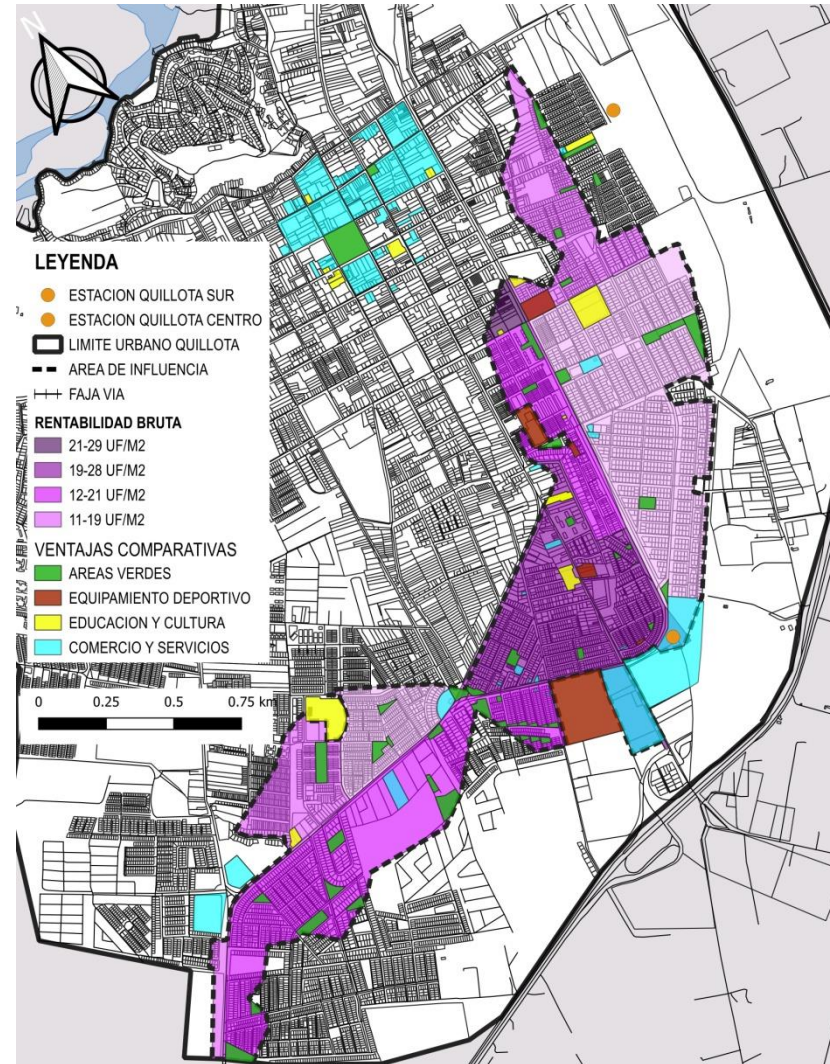 N
LEYENDA
ESTACION QUILLOTA SUR
ESTACION QUILLOTA CENTRO
LIMITE URBANO QUILLOTA
AREA DE INFLUENCIA
FAJA VIA
RENTABILIDAD BRUTA
21-29 UF/M2
19-28 UF/M2
12-21 UF/M2
11-19 UF/M2
VENTAJAS COMPARATIVAS
AREAS VERDES
EQUIPAMIENTO DEPORTIVO
EDUCACION Y CULTURA
COMERCIO Y SERVICIOS
0 0.25 0.5 0.75 km